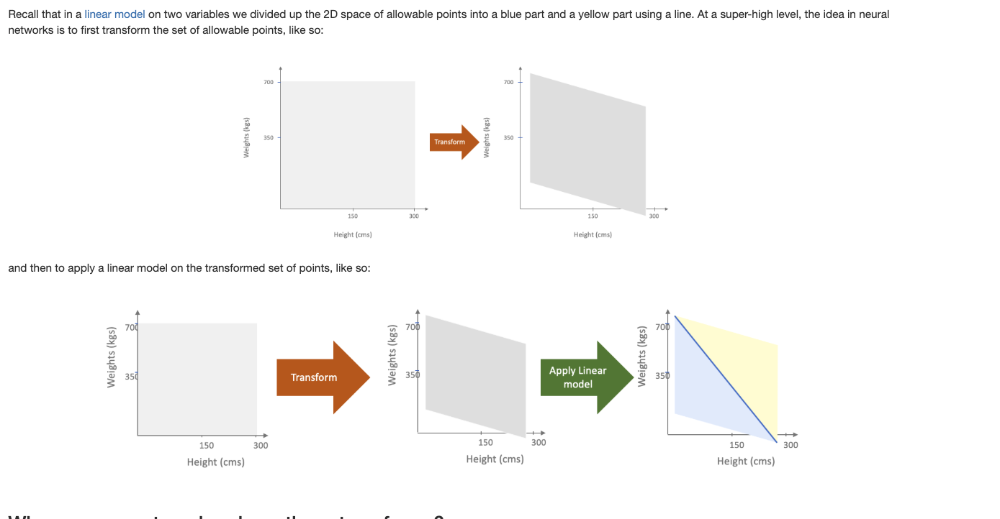 Recall that in a linear model on two variables we divided up the 2D space of allowable points into a blue part and a yellow part using a line. At a super-high level, the idea in neural
networks is to first transform the set of allowable points, like so:
700
700
Weights (kgs)
350
Transform
Weights (kgs)
350
150
300
150
300
Height (cms)
Height (cms)
and then to apply a linear model on the transformed set of points, like so:
Weights (kgs)
700
350
Transform
Weights (kgs)
700
350
Apply Linear
model
Weights (kgs)
700
350
150
300
150
300
150
300
Height (cms)
Height (cms)
Height (cms)